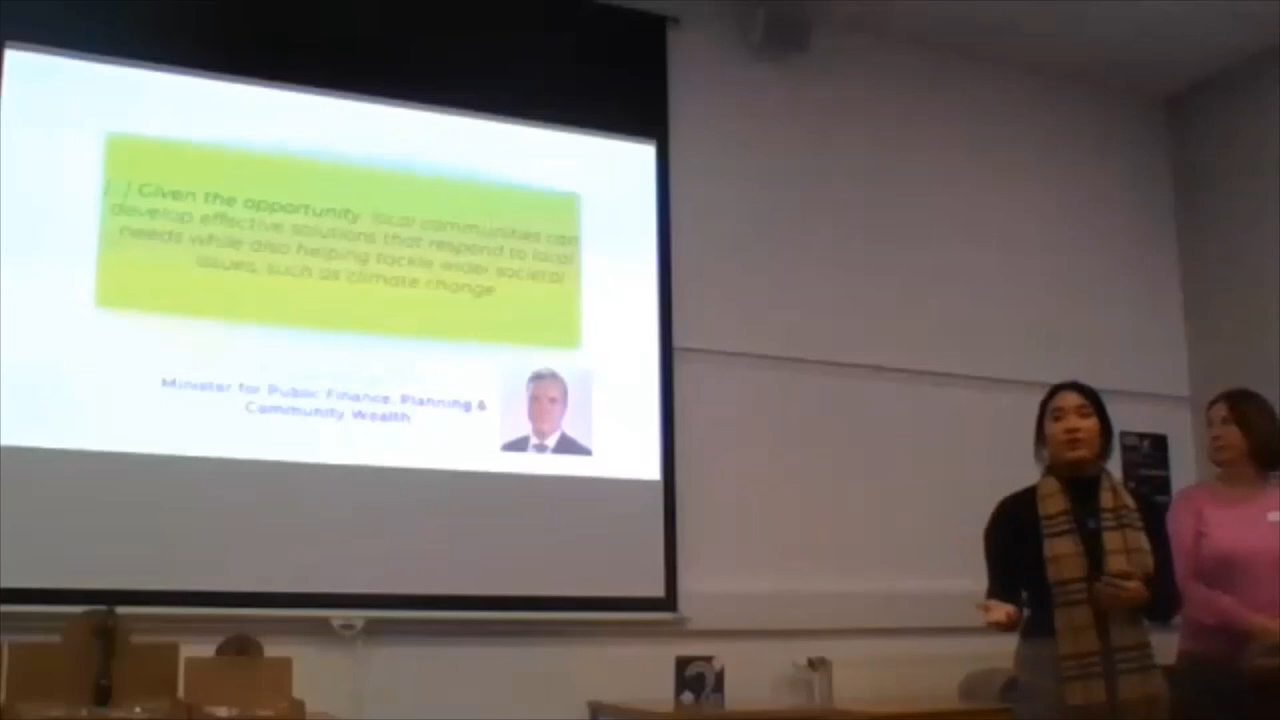 [...] Given the opportunity, local communities can
develop effective solutions that respond to local
needs while also helping tackle wider societal
issues, such as climate change
Minister for Public Finance, Planning &
Community Wealth